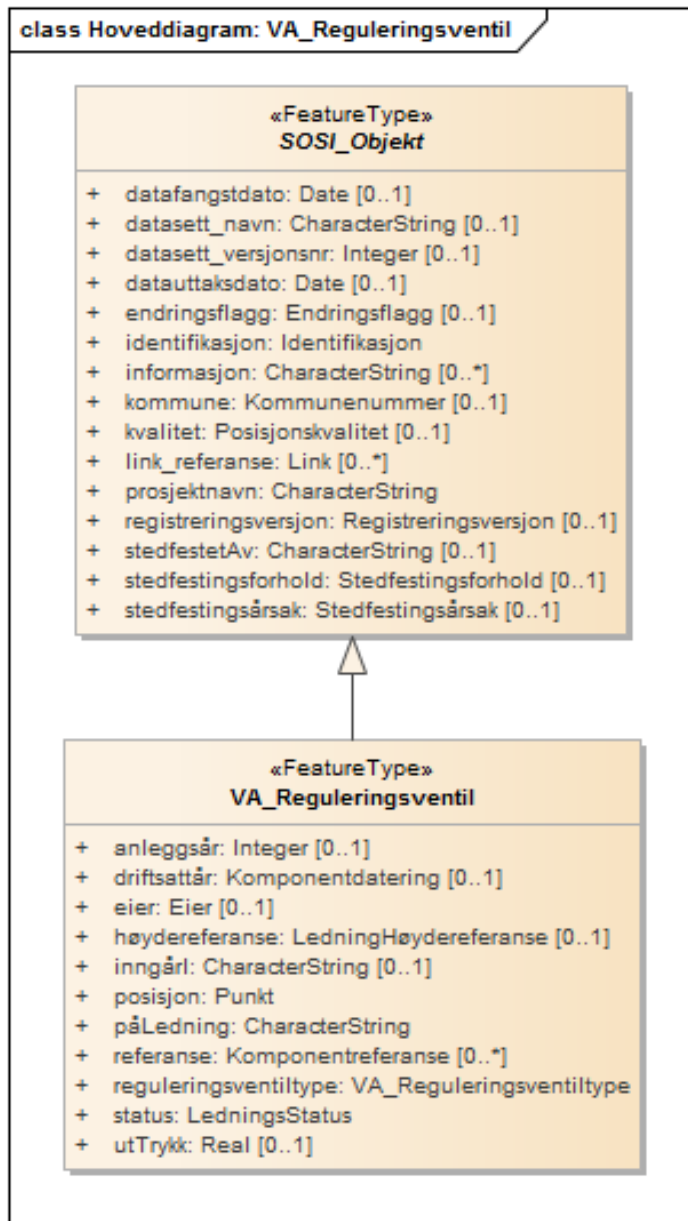 class Hoveddiagram: VA_Reguleringsventil
«FeatureType»
SOSI_Objekt
+ datafangstdato: Date [0..1]
+ datasett_navn: CharacterString [0..1]
+ datasett_versjonsnr: Integer [0..1]
+ datauttaksdato: Date [0..1]
+ endringsflagg: Endringsflagg [0..1]
+ identifikasjon: Identifikasjon
+ informasjon: CharacterString [0..*]
+ kommune: Kommunenummer [0..1]
+ kvalitet: Posisjonskvalitet [0..1]
+ link_referanse: Link [0..*]
+ prosjektnavn: CharacterString
+ registreringsversjon: Registreringsversjon [0..1]
+ stedfestetAv: CharacterString [0..1]
+ stedfestingsforhold: Stedfestingsforhold [0..1]
+ stedfestingsårsak: Stedfestingsårsak [0..1]
«FeatureType»
VA_Reguleringsventil
+ anleggsår: Integer [0..1]
+ driftsattår: Komponentdatering [0..1]
+ eier: Eier [0..1]
+ høydereferanse: LedningHøydereferanse [0..1]
+ inngårI: CharacterString [0..1]
+ posisjon: Punkt
+ påLedning: CharacterString
+ referanse: Komponentreferanse [0..*]
+ reguleringsventiltype: VA_Reguleringsventiltype
+ status: LedningsStatus
+ utTrykk: Real [0..1]